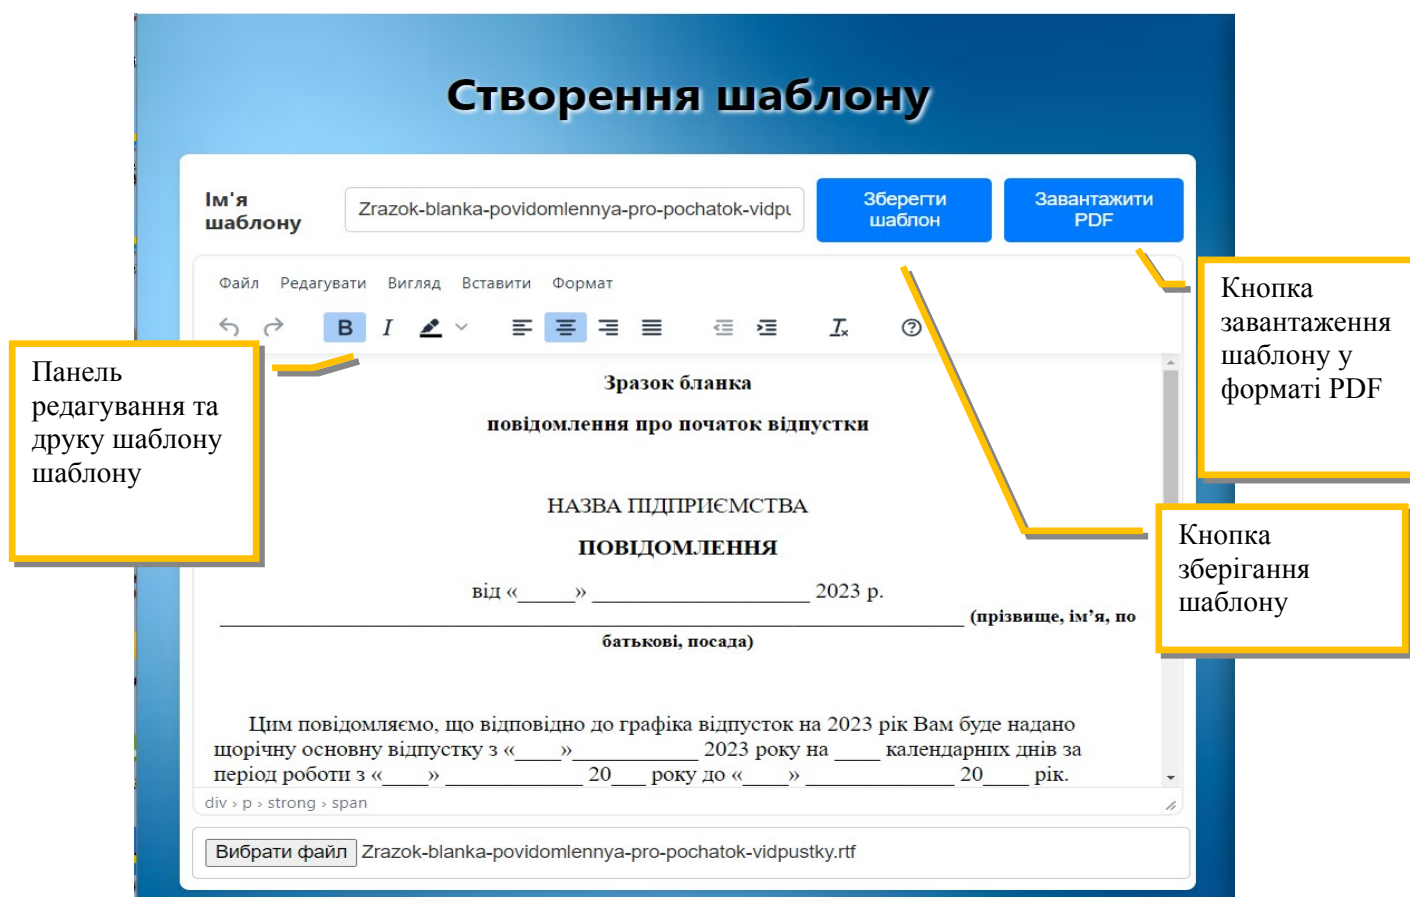 Створення шаблону
Ім'я
шаблону
Zrazok-blanka-povidomlennya-pro-pochatok-vidpu
Зберегти
шаблон
Завантажити
PDF
Файл Редагувати Вигляд Вставити Формат
B I
Кнопка
завантаження
шаблону у
форматі PDF
Панель
редагування та
друку шаблону
шаблону
Зразок бланка
повідомлення про початок відпустки
НАЗВА ПІДПРИЄМСТВА
ПОВІДОМЛЕННЯ
від «_____» ___________________ 2023 р.
_________________________________________________________________ (прізвище, ім’я, по
батькові, посада)
Кнопка
зберігання
шаблону
Цим повідомляємо, що відповідно до графіка відпусток на 2023 рік Вам буде надано
щорічну основну відпустку з «____»___________ 2023 року на ____ календарних днів за
період роботи з «____» ____________ 20___ року до «____» _____________ 20____ рік.
div › p › strong › span
Вибрати файл Zrazok-blanka-povidomlennya-pro-pochatok-vidpustky.rtf